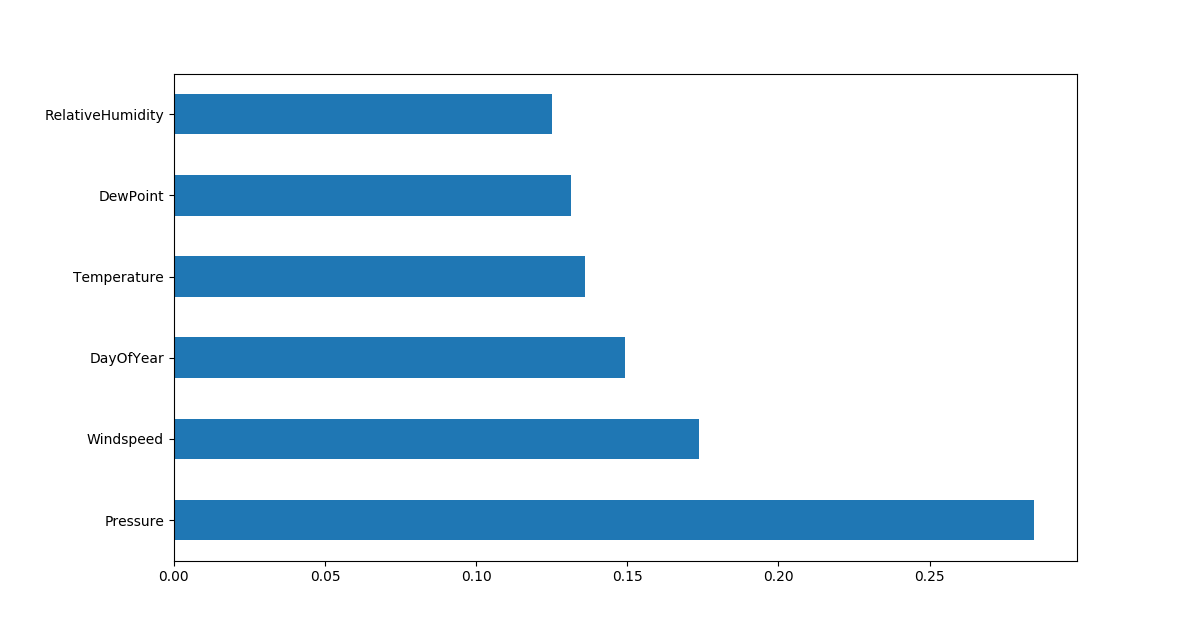 RelativeHumidity
DewPoint
Temperature
DayOfYear
Windspeed
Pressure
0.00 0.05 0.10 0.15 0.20 0.25